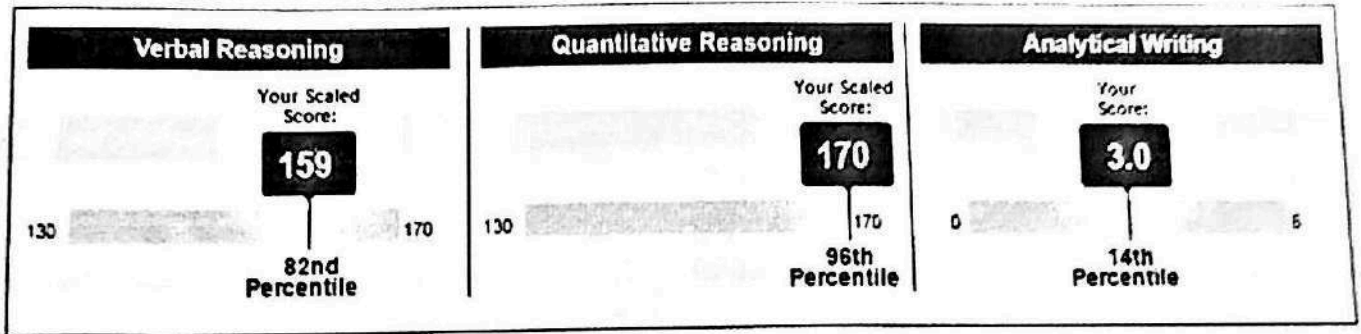 Verbal Reasoning
Your Scaled
Score:
159
130
170
82nd
Percentile
Quantitative Reasoning
Your Scaled
Score:
170
130
170
96th
Percentile
Analytical Writing
Your
Score:
3.0
0
6
14th
Percentile